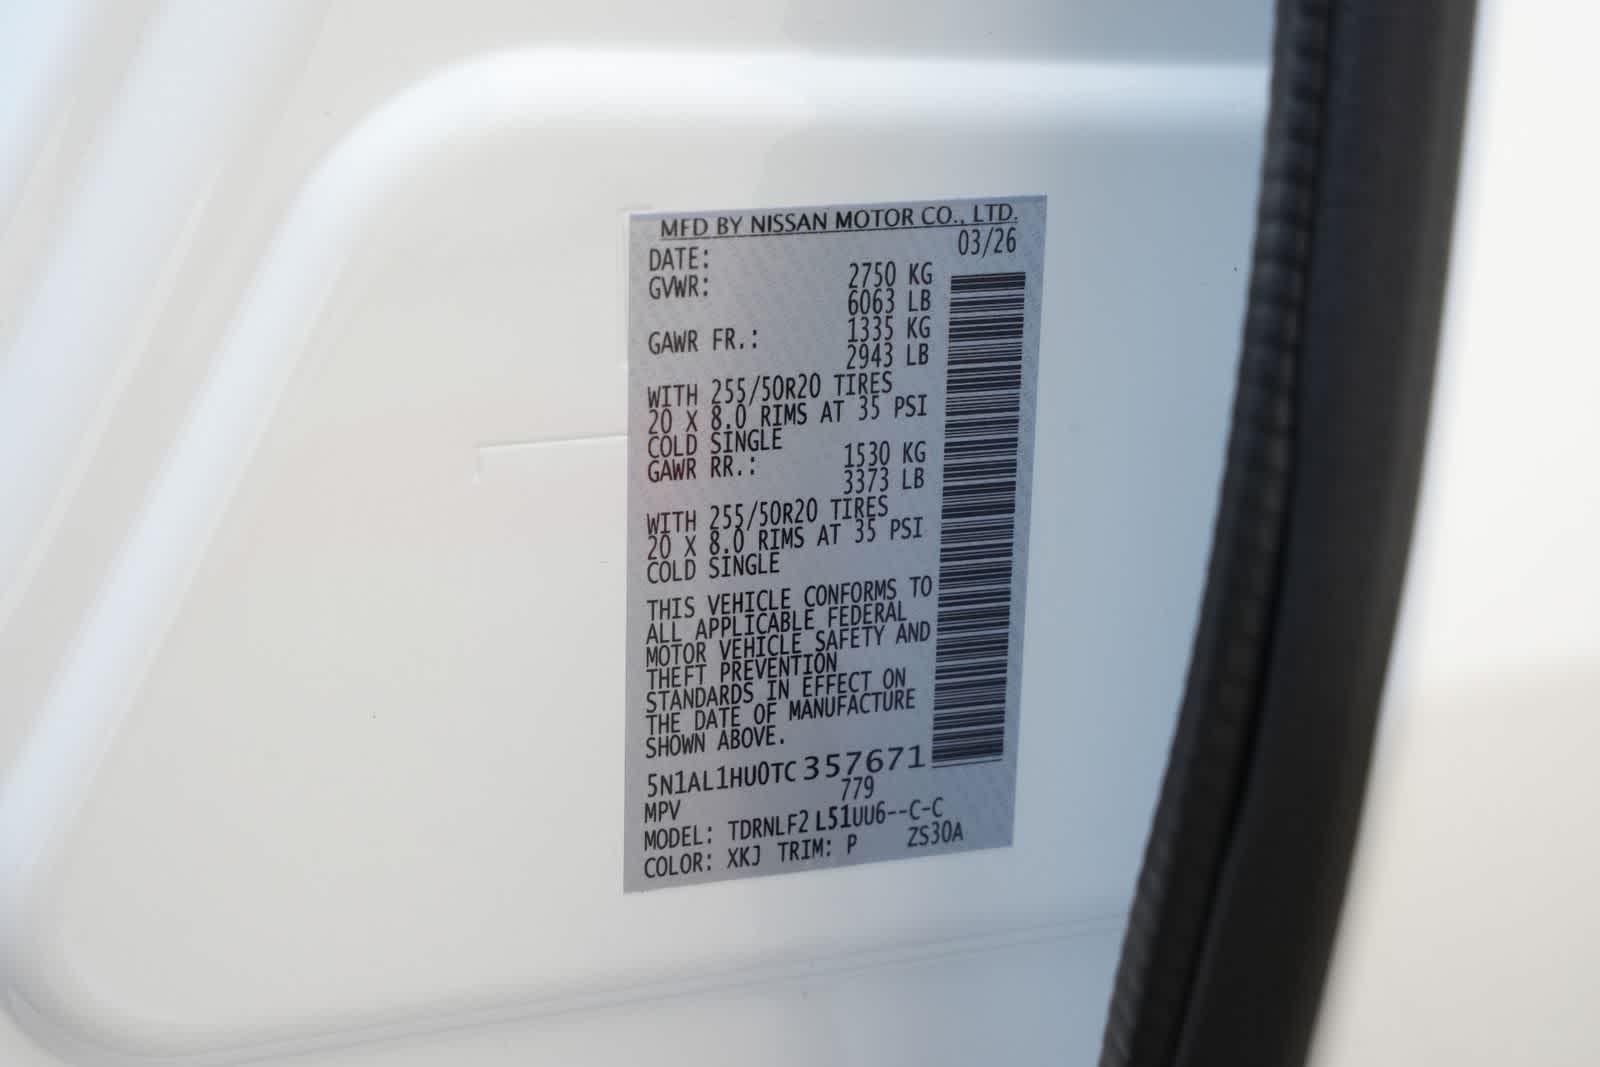 MFD BY NISSAN MOTOR CO., LTD.
DATE: 03/26
GVWR: 2750 KG
6063 LB
GAWR FR.: 1335 KG
2943 LB
WITH 255/50R20 TIRES
20 X 8.0 RIMS AT 35 PSI
COLD SINGLE
GAWR RR.: 1530 KG
3373 LB
WITH 255/50R20 TIRES
20 X 8.0 RIMS AT 35 PSI
COLD SINGLE
THIS VEHICLE CONFORMS TO
ALL APPLICABLE FEDERAL
MOTOR VEHICLE SAFETY AND
THEFT PREVENTION
STANDARDS IN EFFECT ON
THE DATE OF MANUFACTURE
SHOWN ABOVE.
5N1AL1HU0TC357671
MPV 779
MODEL: TDRNLF2 L51UU6--C-C
COLOR: XKJ TRIM: P ZS30A